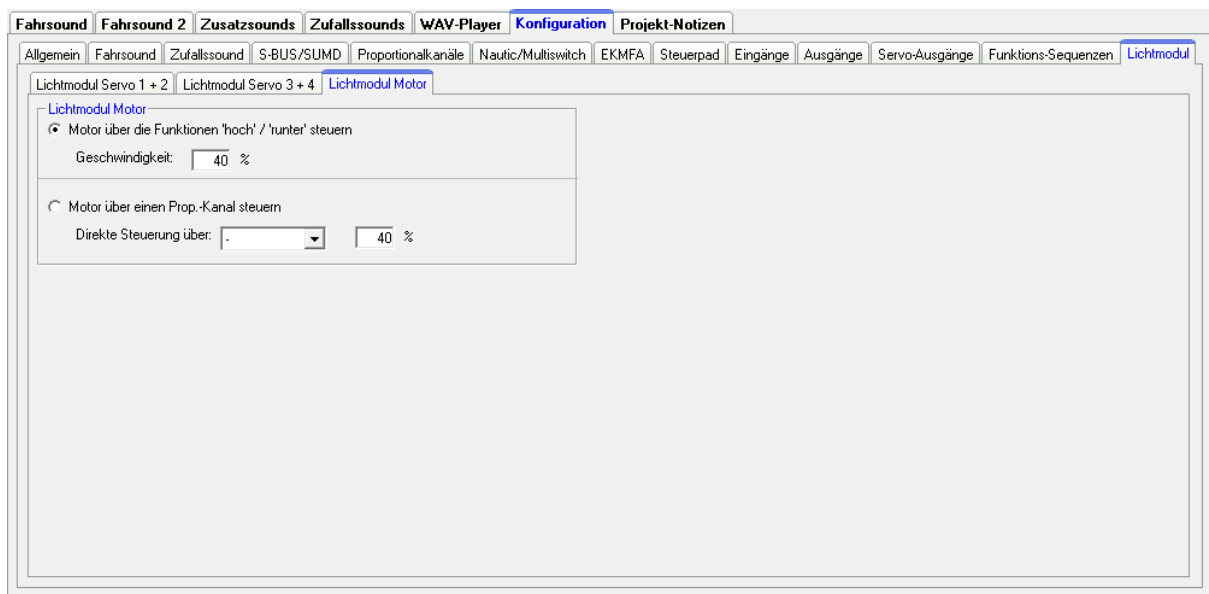 Fahrsound Fahrsound 2 Zusatzsounds Zufallssounds WAV-Player Konfiguration Projekt-Notizen
Allgemein Fahrsound Zufallssound S-BUS/SUMD Proportionalkanäle Nautic/Multiswitch EKMFA Steuerpad Eingänge Ausgänge Servo-Ausgänge Funktions-Sequenzen Lichtmodul
Lichtmodul Servo 1 + 2 Lichtmodul Servo 3 + 4 Lichtmodul Motor
Lichtmodul Motor
Motor über die Funktionen 'hoch' / 'runter' steuern
Geschwindigkeit: 40 %
Motor über einen Prop.-Kanal steuern
Direkte Steuerung über: - 40 %